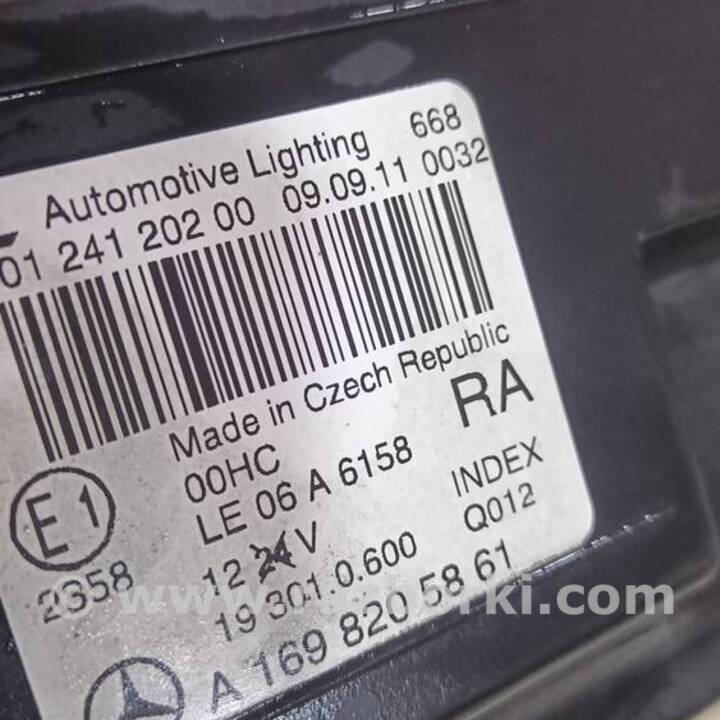 668
Automotive Lighting
01 241 202 00 09.09.11 0032
Made in Czech Republic
00HC
RA
LE 06 A 6158
E1
INDEX
2358
12 24 V
Q012
19 301.0.600
A 169 820 58 61